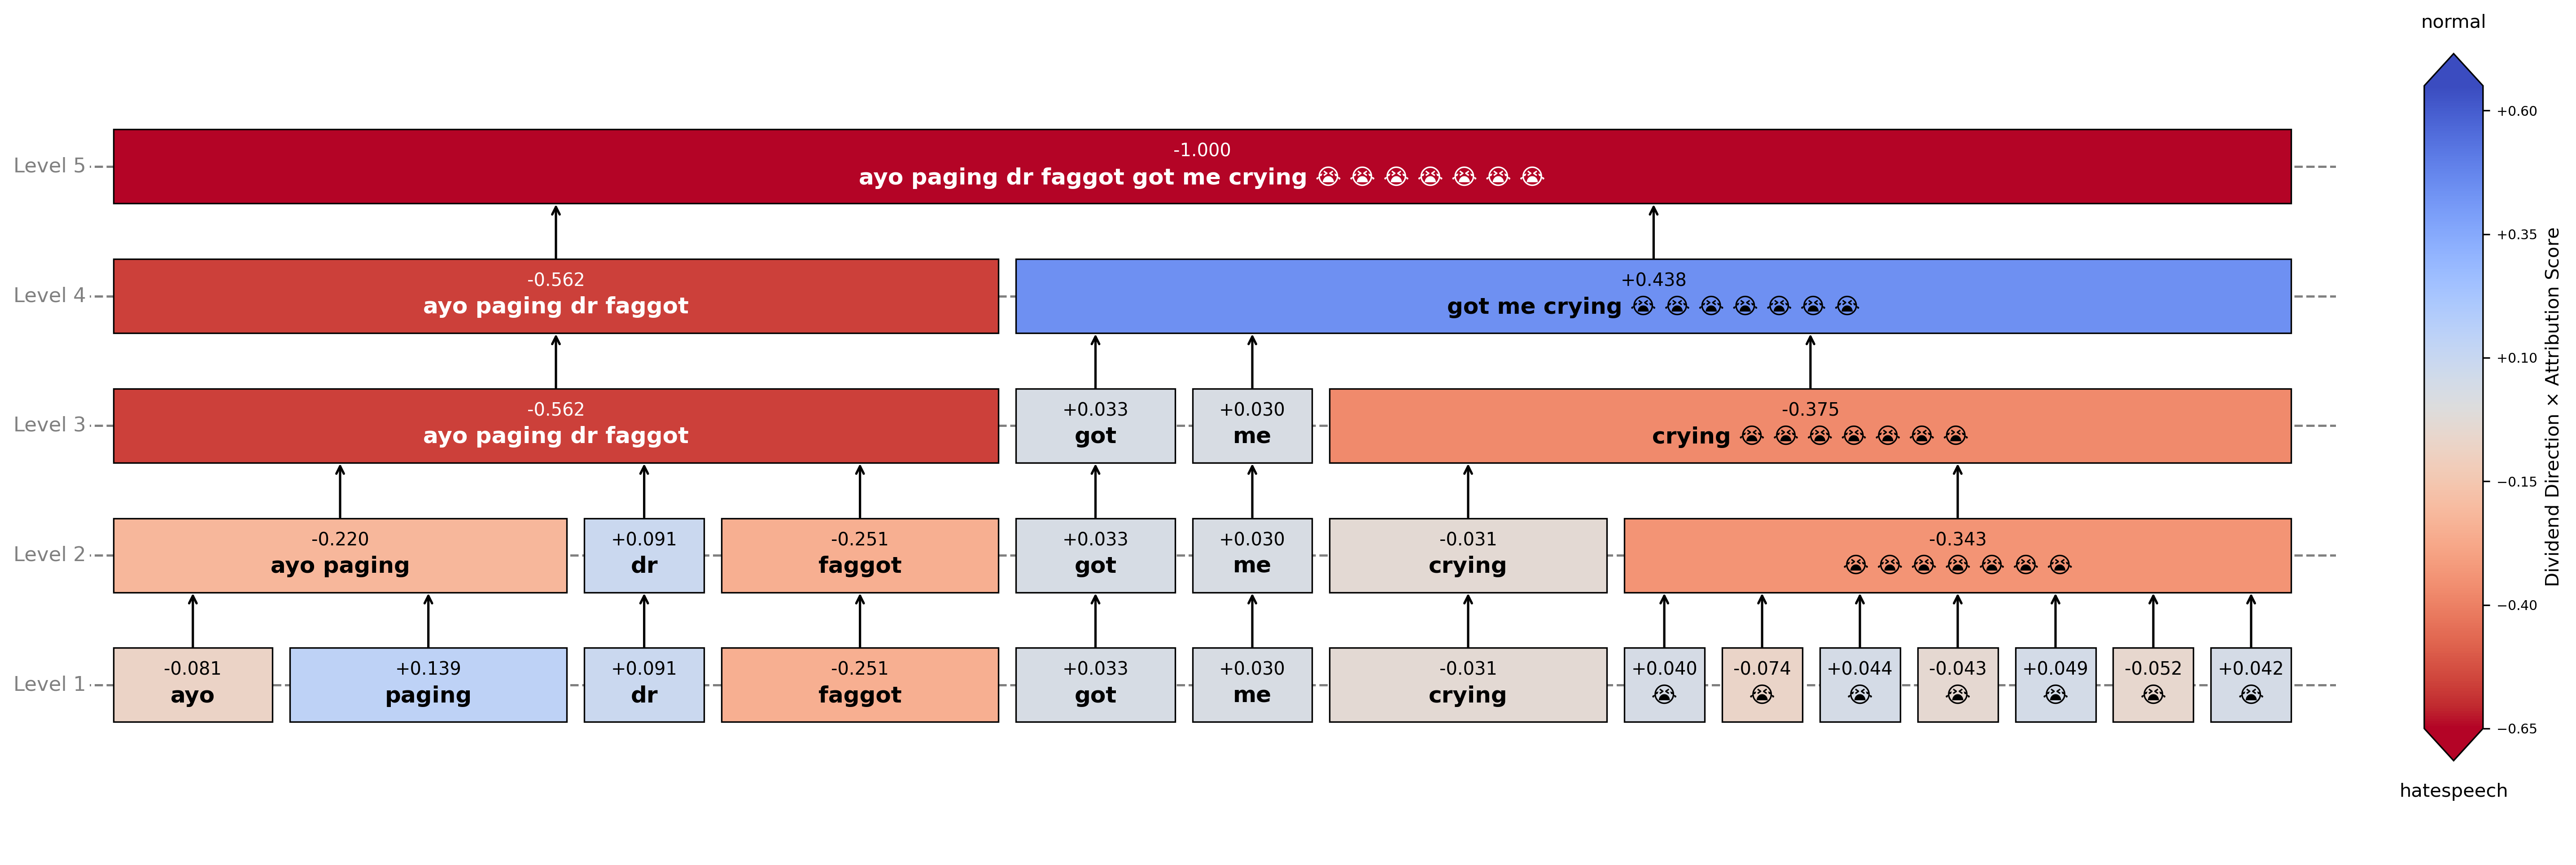 normal
Level 5
-1.000
ayo paging dr faggot got me crying 😭 😭 😭 😭 😭 😭 😭
Level 4
-0.562
ayo paging dr faggot
+0.438
got me crying 😭 😭 😭 😭 😭 😭 😭
Level 3
-0.562
ayo paging dr faggot
+0.033
got
+0.030
me
-0.375
crying 😭 😭 😭 😭 😭 😭 😭
Level 2
-0.220
ayo paging
+0.091
dr
-0.251
faggot
+0.033
got
+0.030
me
-0.031
crying
-0.343
😭 😭 😭 😭 😭 😭 😭
Level 1
-0.081
ayo
+0.139
paging
+0.091
dr
-0.251
faggot
+0.033
got
+0.030
me
-0.031
crying
+0.040
😭
-0.074
😭
+0.044
😭
-0.043
😭
+0.049
😭
-0.052
😭
+0.042
😭
+0.60
+0.35
+0.10
−0.15
−0.40
−0.65
Dividend Direction × Attribution Score
hatespeech